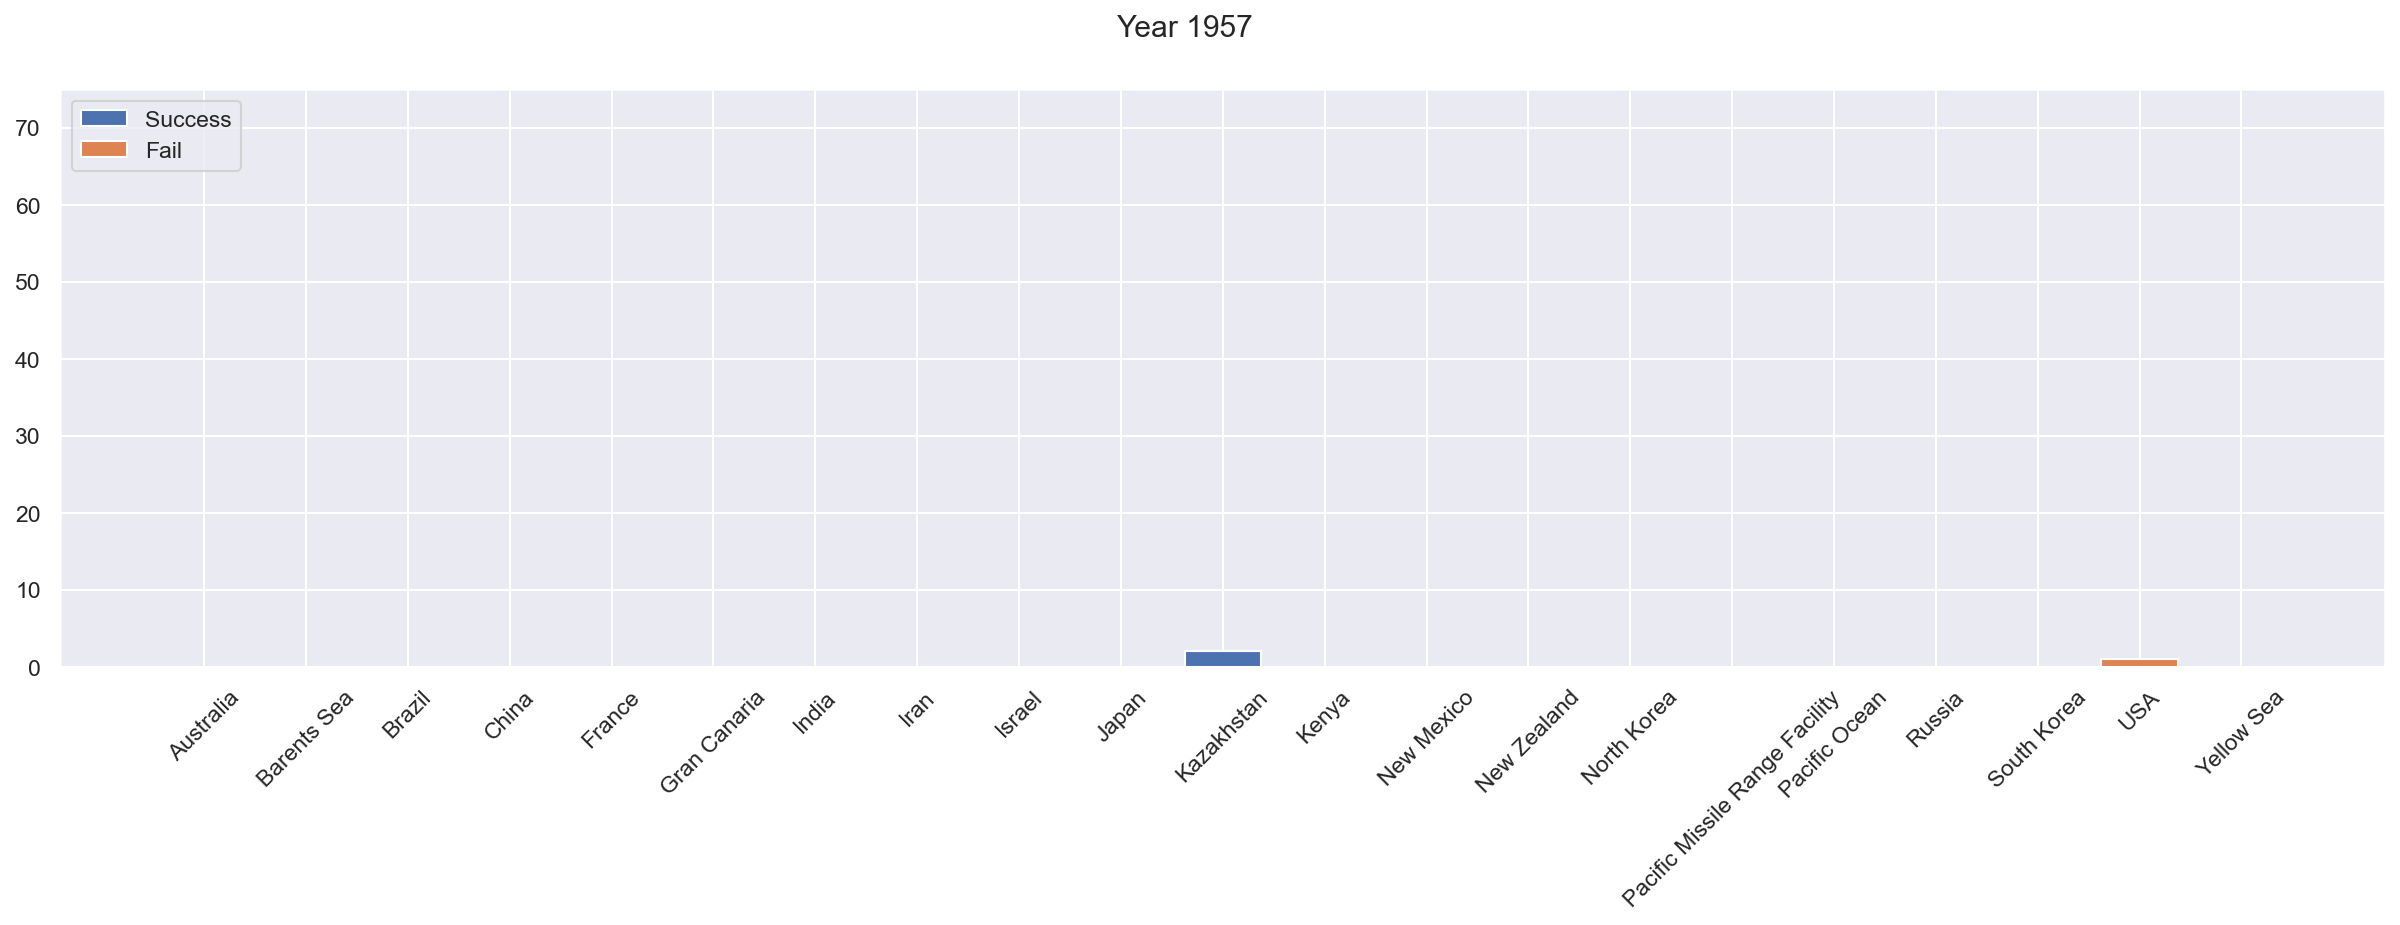 Year 1957
Success
Fail
70
60
50
40
30
20
10
0
Australia
Barents Sea
Brazil
China
France
Gran Canaria
India
Iran
Israel
Japan
Kazakhstan
Kenya
New Mexico
New Zealand
North Korea
Pacific Missile Range Facility
Pacific Ocean
Russia
South Korea
USA
Yellow Sea